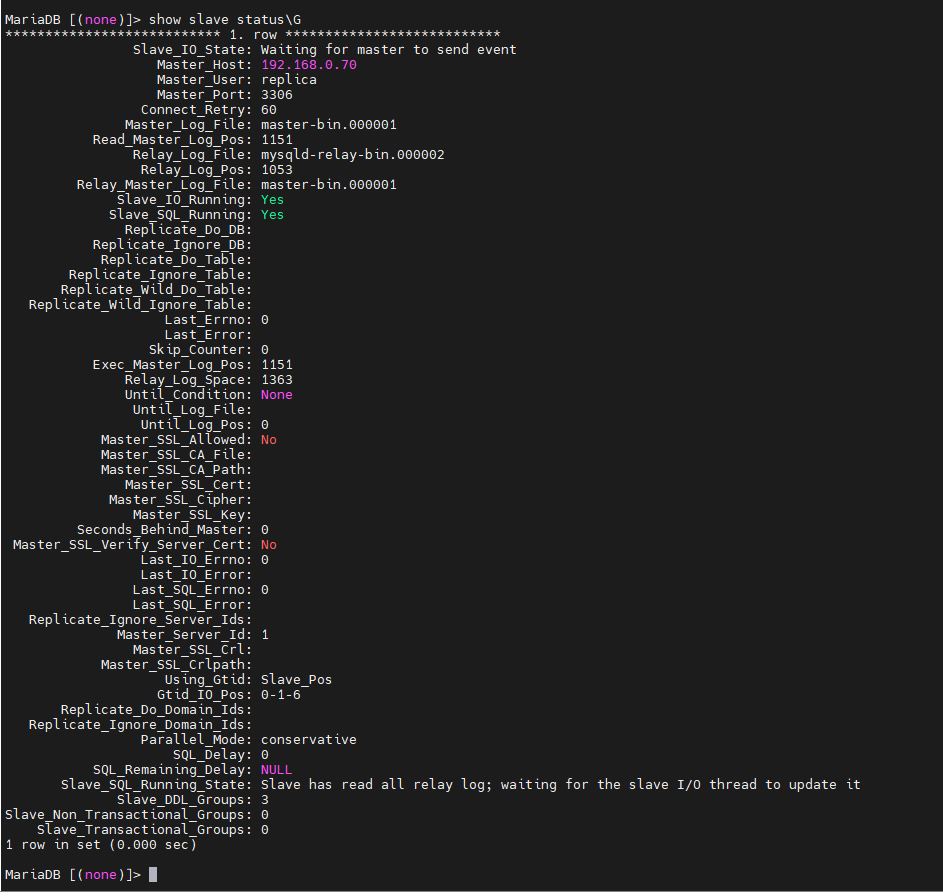 MariaDB [(none)]> show slave status\G
*************************** 1. row ***************************
Slave_IO_State: Waiting for master to send event
Master_Host: 192.168.0.70
Master_User: replica
Master_Port: 3306
Connect_Retry: 60
Master_Log_File: master-bin.000001
Read_Master_Log_Pos: 1151
Relay_Log_File: mysqld-relay-bin.000002
Relay_Log_Pos: 1053
Relay_Master_Log_File: master-bin.000001
Slave_IO_Running: Yes
Slave_SQL_Running: Yes
Replicate_Do_DB:
Replicate_Ignore_DB:
Replicate_Do_Table:
Replicate_Ignore_Table:
Replicate_Wild_Do_Table:
Replicate_Wild_Ignore_Table:
Last_Errno: 0
Last_Error:
Skip_Counter: 0
Exec_Master_Log_Pos: 1151
Relay_Log_Space: 1363
Until_Condition: None
Until_Log_File:
Until_Log_Pos: 0
Master_SSL_Allowed: No
Master_SSL_CA_File:
Master_SSL_CA_Path:
Master_SSL_Cert:
Master_SSL_Cipher:
Master_SSL_Key:
Seconds_Behind_Master: 0
Master_SSL_Verify_Server_Cert: No
Last_IO_Errno: 0
Last_IO_Error:
Last_SQL_Errno: 0
Last_SQL_Error:
Replicate_Ignore_Server_Ids:
Master_Server_Id: 1
Master_SSL_Crl:
Master_SSL_Crlpath:
Using_Gtid: Slave_Pos
Gtid_IO_Pos: 0-1-6
Replicate_Do_Domain_Ids:
Replicate_Ignore_Domain_Ids:
Parallel_Mode: conservative
SQL_Delay: 0
SQL_Remaining_Delay: NULL
Slave_SQL_Running_State: Slave has read all relay log; waiting for the slave I/O thread to update it
Slave_DDL_Groups: 3
Slave_Non_Transactional_Groups: 0
Slave_Transactional_Groups: 0
1 row in set (0.000 sec)
MariaDB [(none)]>